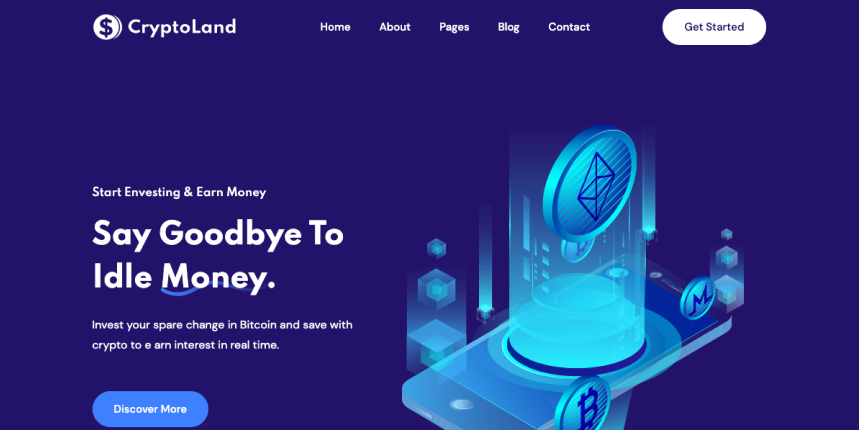 CryptoLand
Home
About
Pages
Blog
Contact
Get Started
Start Envesting & Earn Money
Say Goodbye To
Idle Money.
Invest your spare change in Bitcoin and save with
crypto to e arn interest in real time.
Discover More